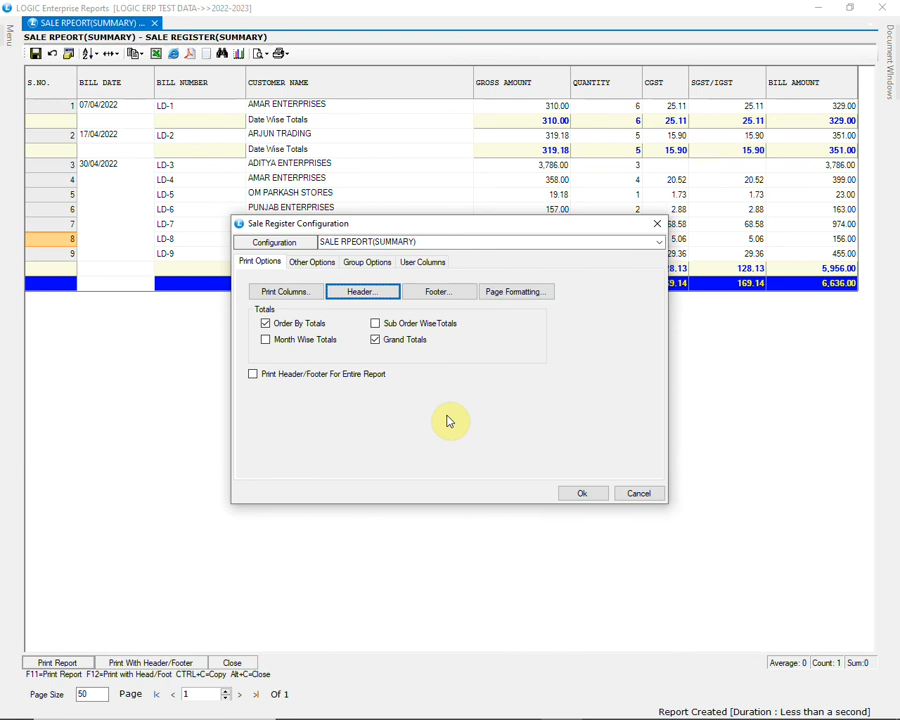 LOGIC Enterprise Reports [LOGIC ERP TEST DATA->>2022-2023]
Menu
SALE RPEORT(SUMMARY) ...
SALE RPEORT(SUMMARY) - SALE REGISTER(SUMMARY)
Document Windows
S.NO. BILL DATE BILL NUMBER CUSTOMER NAME GROSS AMOUNT QUANTITY CGST SGST/IGST BILL AMOUNT
1 07/04/2022 LD-1 AMAR ENTERPRISES 310.00 6 25.11 25.11 329.00
Date Wise Totals 310.00 6 25.11 25.11 329.00
2 17/04/2022 LD-2 ARJUN TRADING 319.18 5 15.90 15.90 351.00
Date Wise Totals 319.18 5 15.90 15.90 351.00
3 30/04/2022 LD-3 ADITYA ENTERPRISES 3,786.00 3 3,786.00
4 LD-4 AMAR ENTERPRISES 358.00 4 20.52 20.52 399.00
5 LD-5 OM PARKASH STORES 19.18 1 1.73 1.73 23.00
6 LD-6 PUNJAB ENTERPRISES 157.00 2 2.88 2.88 163.00
7 LD-7 68.58 68.58 974.00
8 LD-8 5.06 5.06 156.00
9 LD-9 29.36 29.36 455.00
8.13 128.13 5,956.00
9.14 169.14 6,636.00
Sale Register Configuration
Configuration SALE RPEORT(SUMMARY)
Print Options Other Options Group Options User Columns
Print Columns.. Header... Footer... Page Formatting...
Totals
Order By Totals Sub Order Wise Totals
Month Wise Totals Grand Totals
Print Header/Footer For Entire Report
Ok Cancel
Print Report Print With Header/Footer Close
Average: 0 Count: 1 Sum:0
F11=Print Report F12=Print with Head/Foot CTRL+C=Copy Alt+C=Close
Page Size 50 Page 1 Of 1
Report Created [Duration : Less than a second]